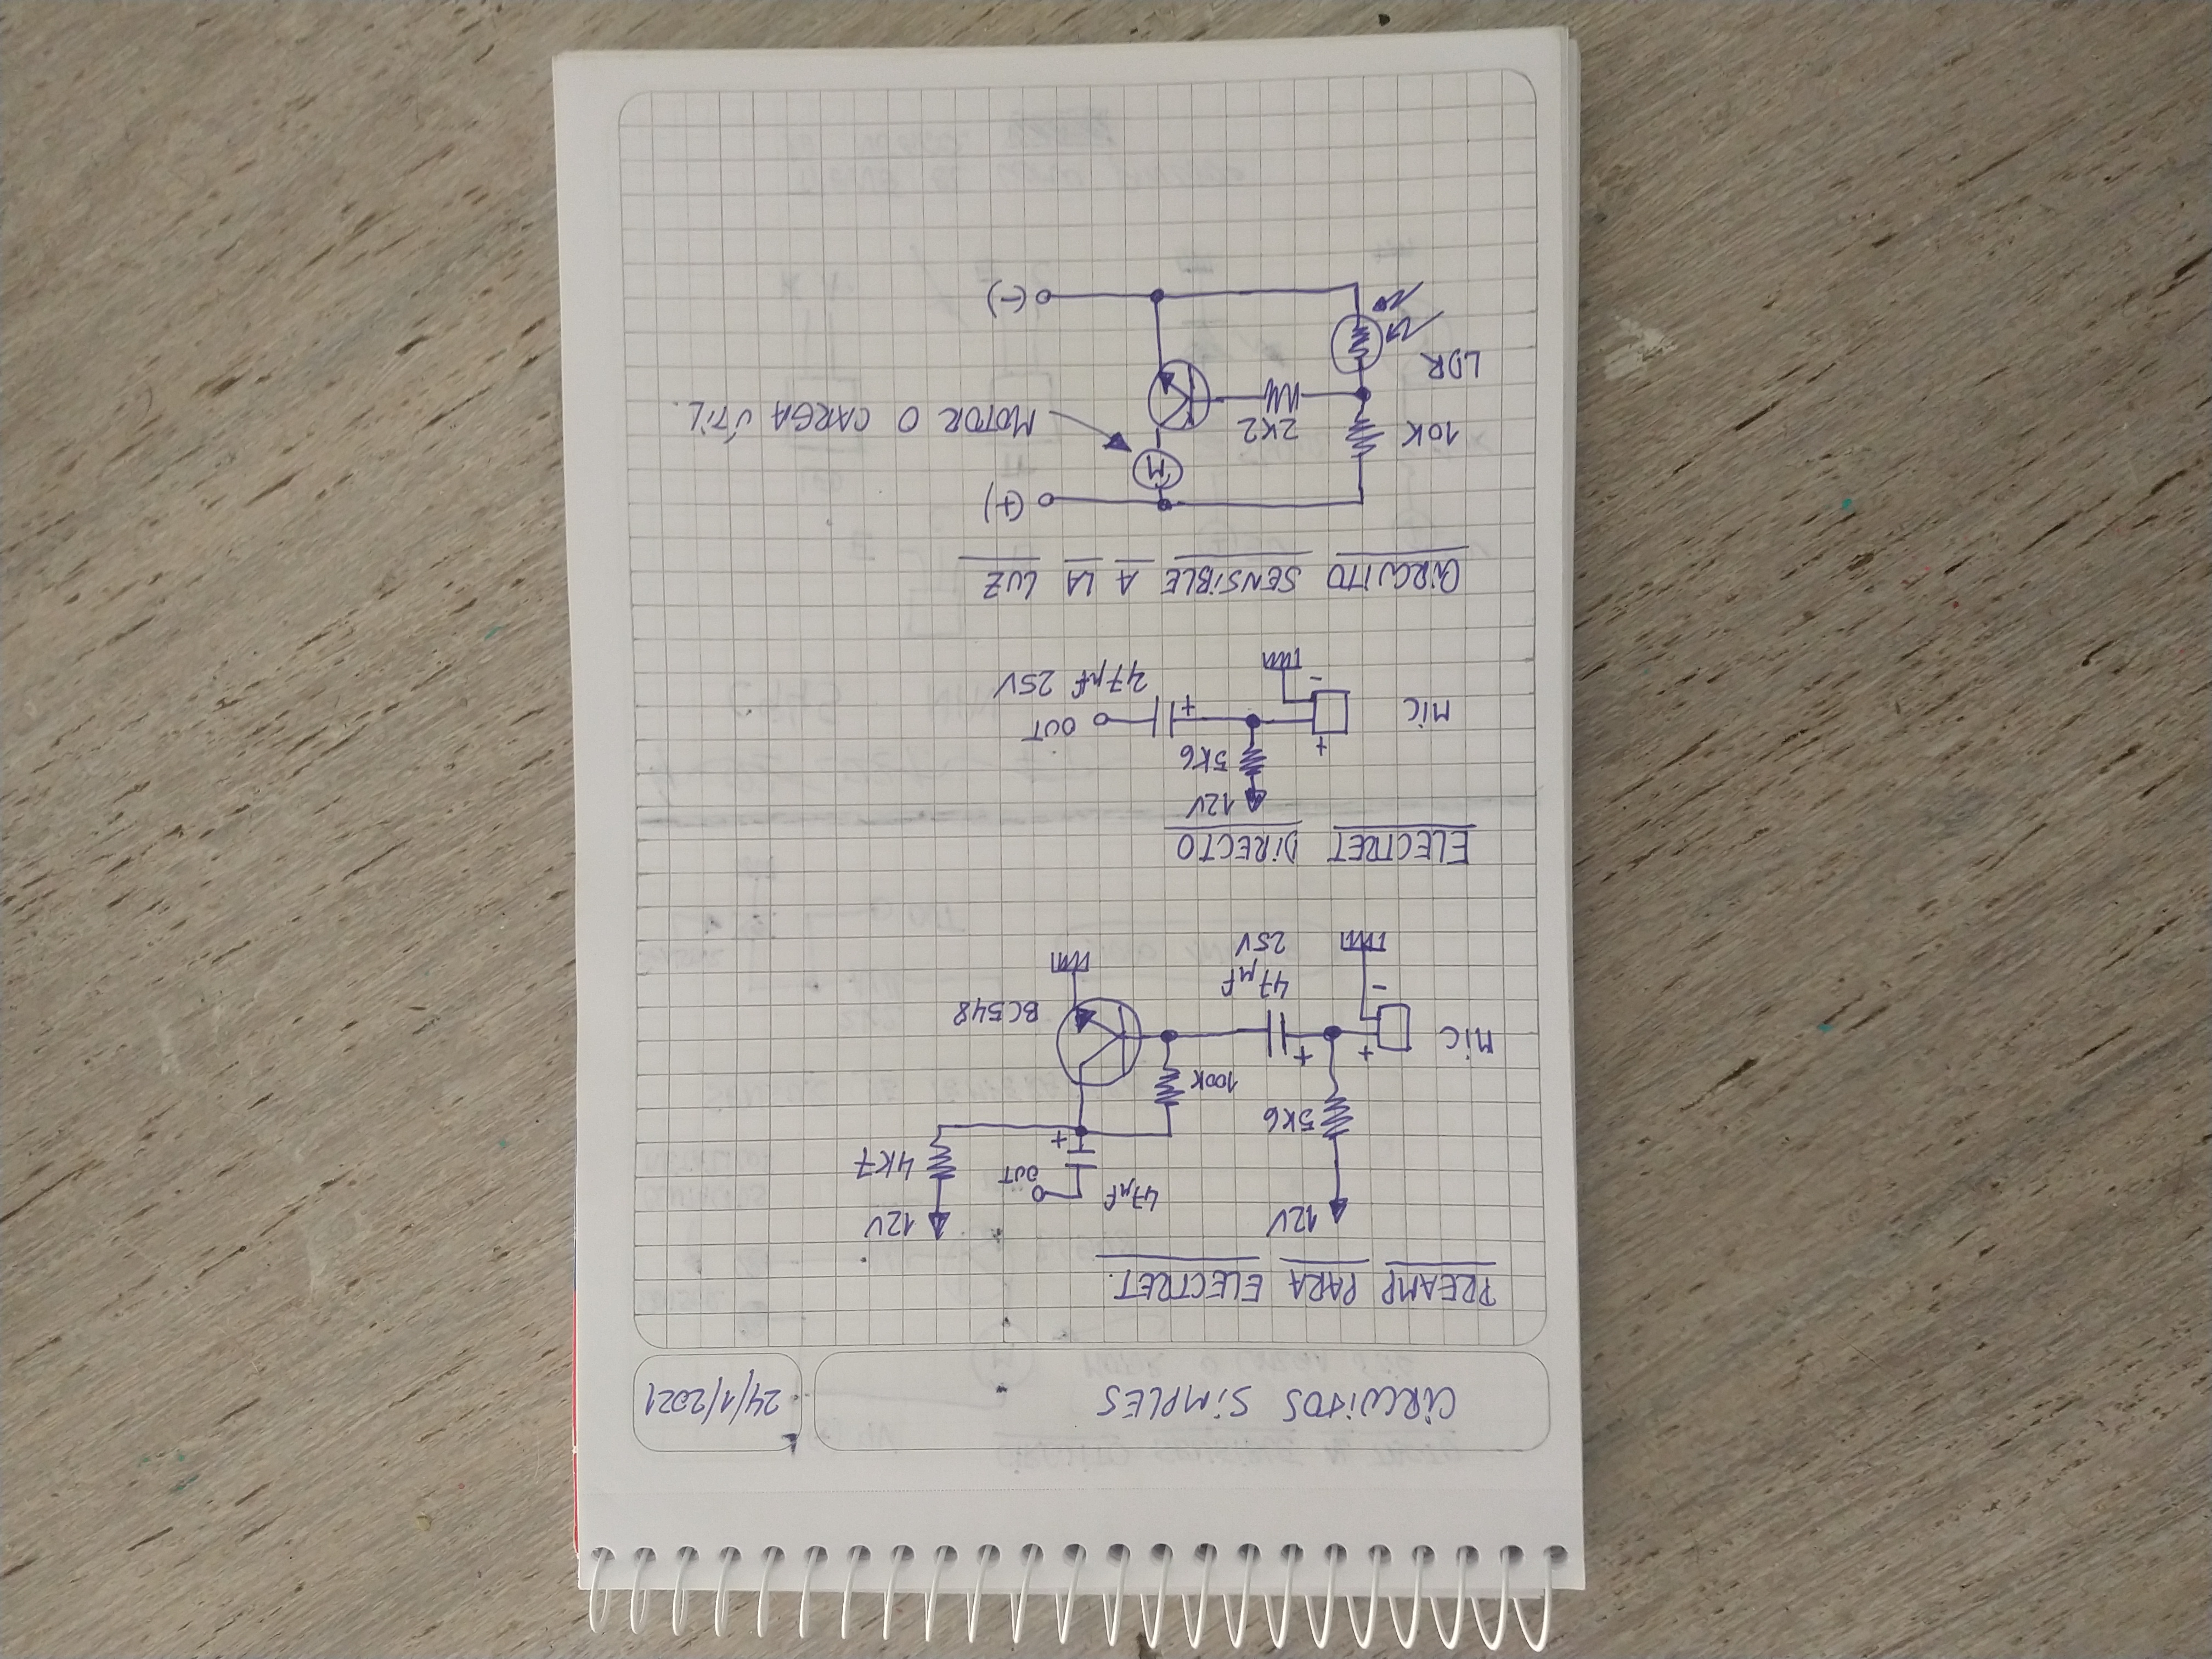 CIRCUITOS SIMPLES
24/1/2021
PREAMP PARA ELECTRET.
12V
47µf
OUT
12V
4K7
5K6
100K
+
+
+
MIC
-
47µf
25V
BC548
ELECTRET DIRECTO
12V
5K6
+
+
OUT
MIC
-
47µf 25V
CIRCUITO SENSIBLE A LA LUZ
(+)
M
10K
2K2
MOTOR O CARGA ÚTIL.
LDR
(-)